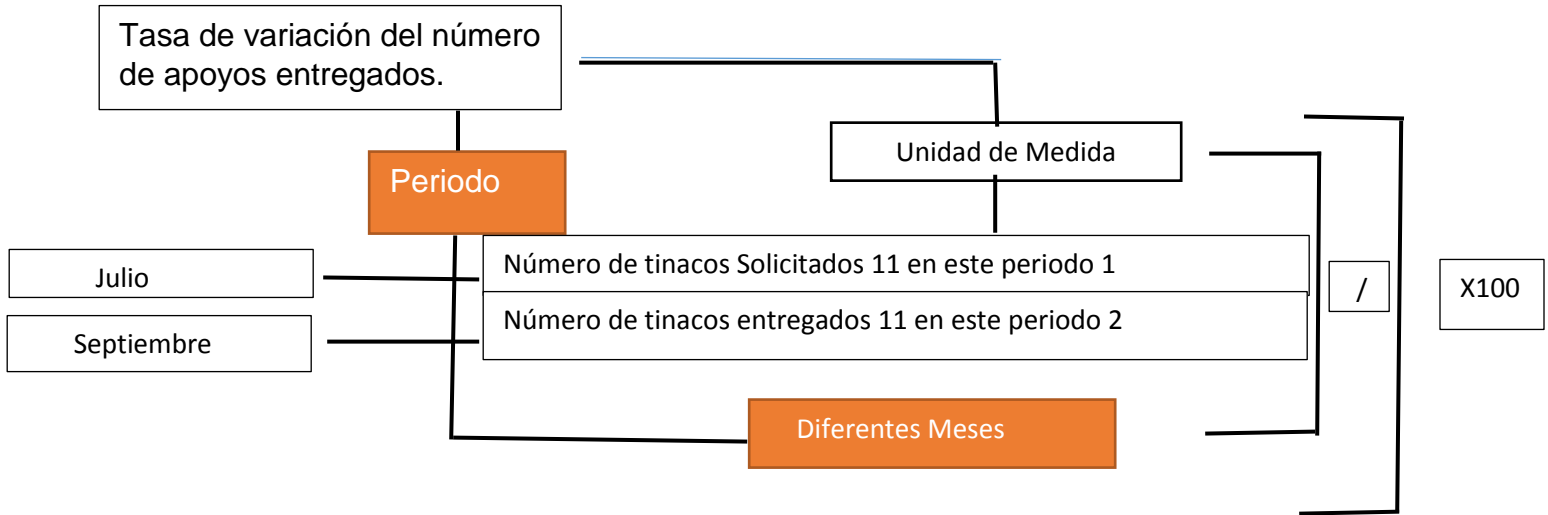 Tasa de variación del número
de apoyos entregados.
Unidad de Medida
Periodo
Julio
Número de tinacos Solicitados 11 en este periodo 1
/
X100
Septiembre
Número de tinacos entregados 11 en este periodo 2
Diferentes Meses